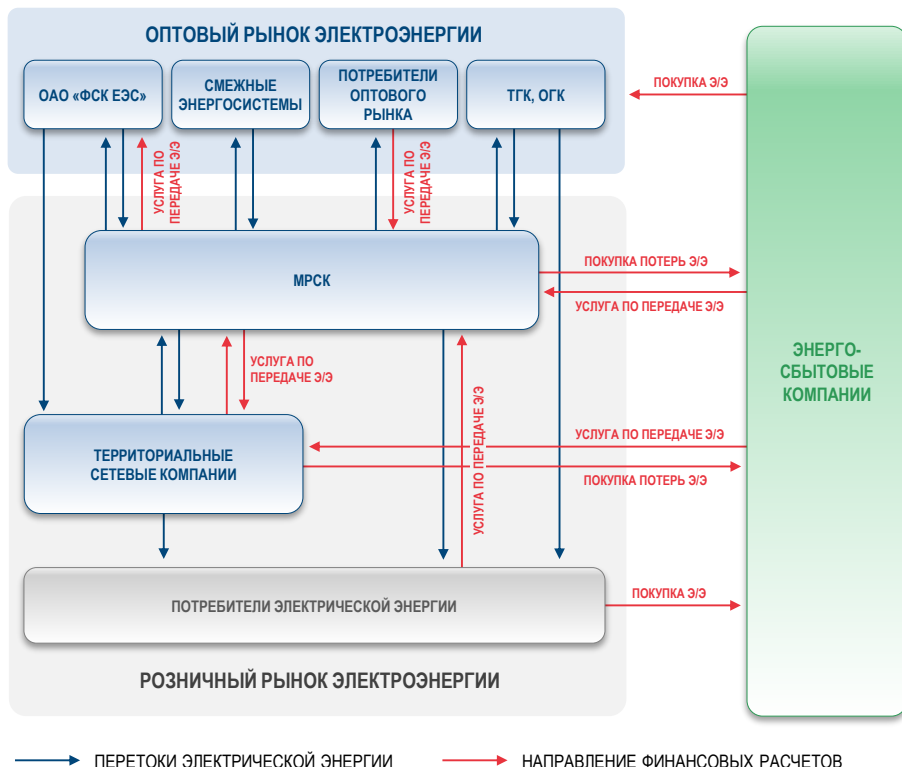 ОПТОВЫЙ РЫНОК ЭЛЕКТРОЭНЕРГИИ
ОАО «ФСК ЕЭС»
СМЕЖНЫЕ
ЭНЕРГОСИСТЕМЫ
ПОТРЕБИТЕЛИ
ОПТОВОГО
РЫНКА
ТГК, ОГК
ПОКУПКА Э/Э
УСЛУГА ПО
ПЕРЕДАЧЕ Э/Э
УСЛУГА ПО
ПЕРЕДАЧЕ Э/Э
МРСК
ПОКУПКА ПОТЕРЬ Э/Э
УСЛУГА ПО ПЕРЕДАЧЕ Э/Э
УСЛУГА ПО
ПЕРЕДАЧЕ Э/Э
ЭНЕРГО-
СБЫТОВЫЕ
КОМПАНИИ
УСЛУГА ПО ПЕРЕДАЧЕ Э/Э
ТЕРРИТОРИАЛЬНЫЕ
СЕТЕВЫЕ КОМПАНИИ
УСЛУГА ПО ПЕРЕДАЧЕ Э/Э
ПОКУПКА ПОТЕРЬ Э/Э
ПОТРЕБИТЕЛИ ЭЛЕКТРИЧЕСКОЙ ЭНЕРГИИ
ПОКУПКА Э/Э
РОЗНИЧНЫЙ РЫНОК ЭЛЕКТРОЭНЕРГИИ
ПЕРЕТОКИ ЭЛЕКТРИЧЕСКОЙ ЭНЕРГИИ
НАПРАВЛЕНИЕ ФИНАНСОВЫХ РАСЧЕТОВ